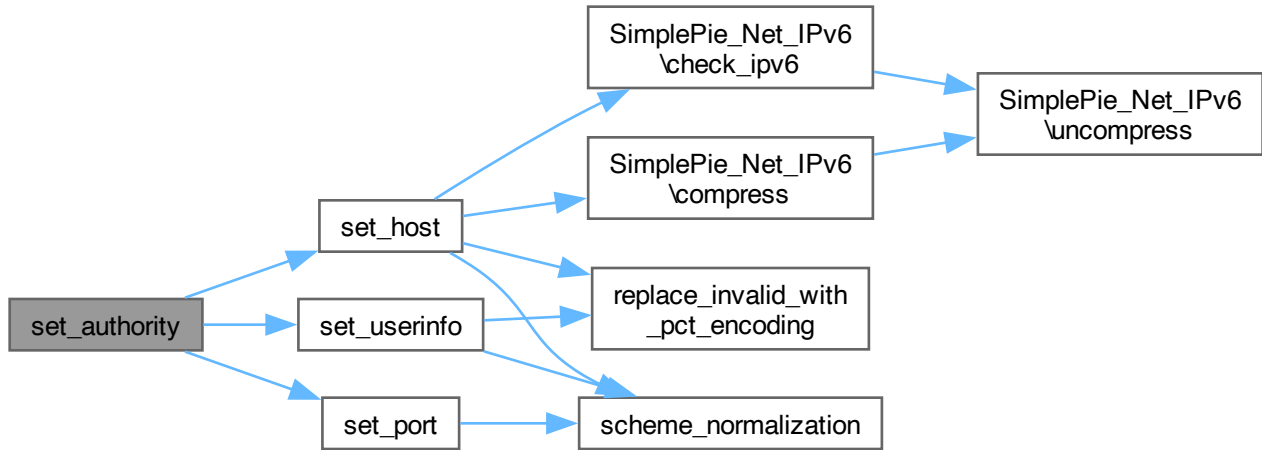 set_authority
set_host
set_userinfo
set_port
SimplePie_Net_IPv6
\check_ipv6
SimplePie_Net_IPv6
\compress
replace_invalid_with
_pct_encoding
scheme_normalization
SimplePie_Net_IPv6
\uncompress